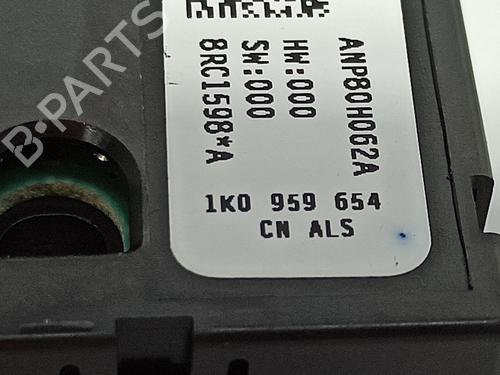 ANP80H062A
HW:000
SW:000
8RC1598*A
1K0 959 654
CN ALS
B-PARTS